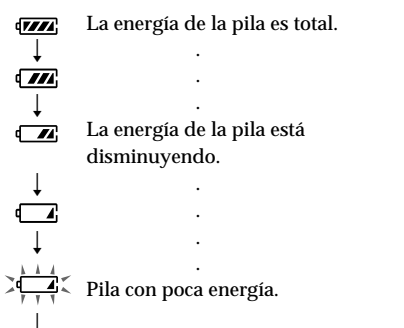 La energía de la pila es total.
.
.
.
La energía de la pila está
disminuyendo.
.
.
.
.
Pila con poca energía.